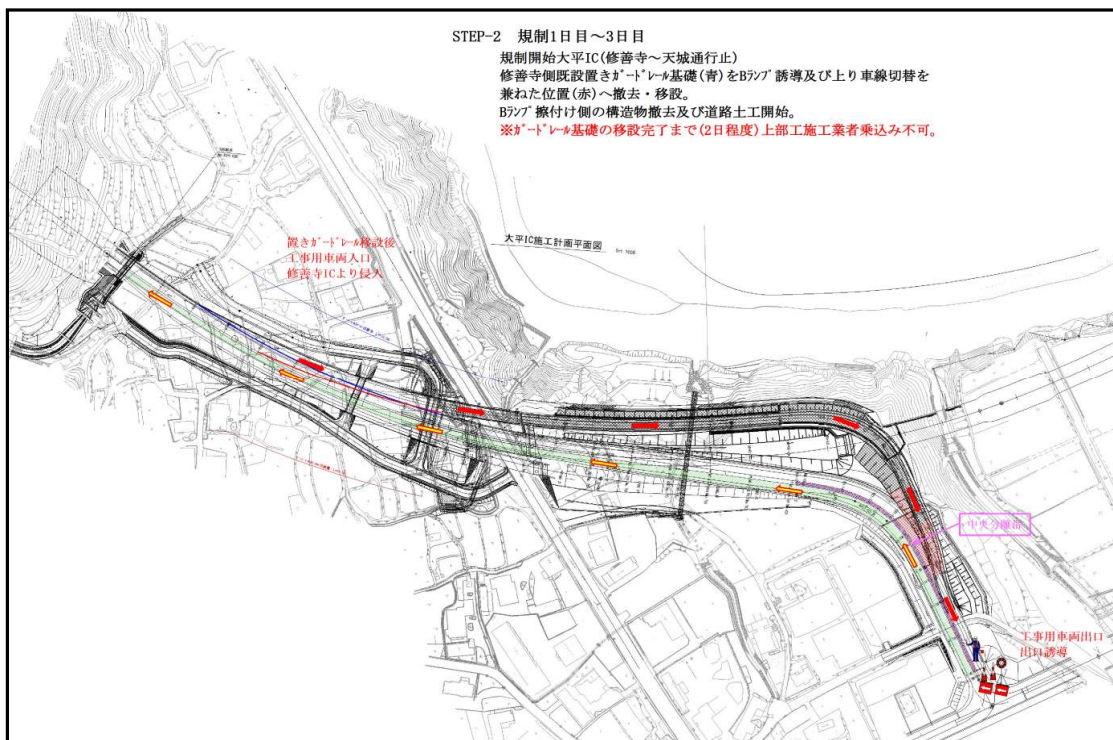 STEP-2 規制1日目～3日目
規制開始大平IC(修善寺～天城通行止)
修善寺側既設置きｶﾞｰﾄﾞﾚｰﾙ基礎(青)をBﾗﾝﾌﾟ誘導及び上り車線切替を
兼ねた位置(赤)へ撤去・移設。
Bﾗﾝﾌﾟ擦付け側の構造物撤去及び道路土工開始。
※ｶﾞｰﾄﾞﾚｰﾙ基礎の移設完了まで(2日程度)上部工施工業者乗込み不可。
大平IC施工計画平面図
置きｶﾞｰﾄﾞﾚｰﾙ移設後
工事用車両入口
修善寺ICより侵入
中央分離帯
工事用車両出口
出口誘導